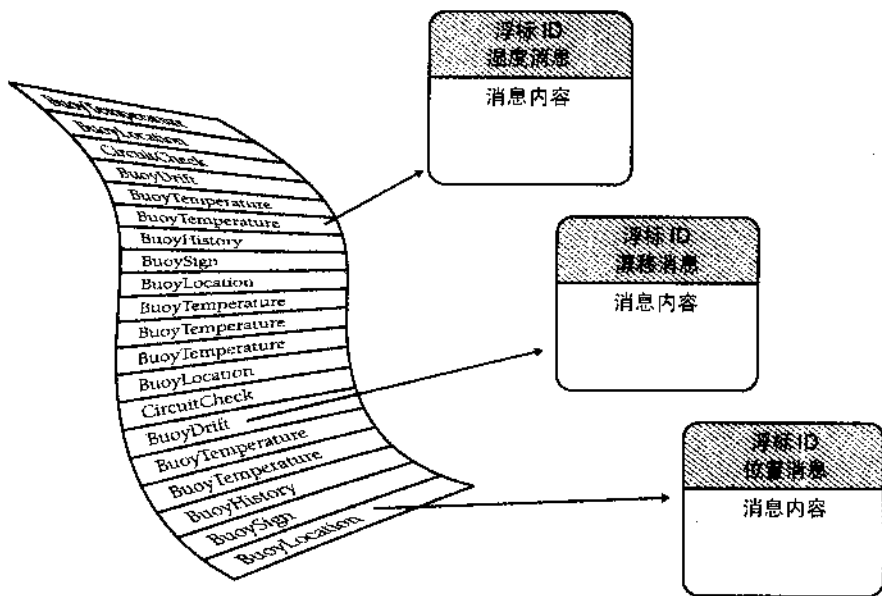 BuoyTemperature
BuoyLocation
CircuitCheck
BuoyDrift
BuoyTemperature
BuoyTemperature
BuoyHistory
BuoySign
BuoyLocation
BuoyTemperature
BuoyTemperature
BuoyTemperature
BuoyLocation
CircuitCheck
BuoyDrift
BuoyTemperature
BuoyTemperature
BuoyHistory
BuoySign
BuoyLocation
浮标 ID
温度消息
消息内容
浮标 ID
漂移消息
消息内容
浮标 ID
位置消息
消息内容